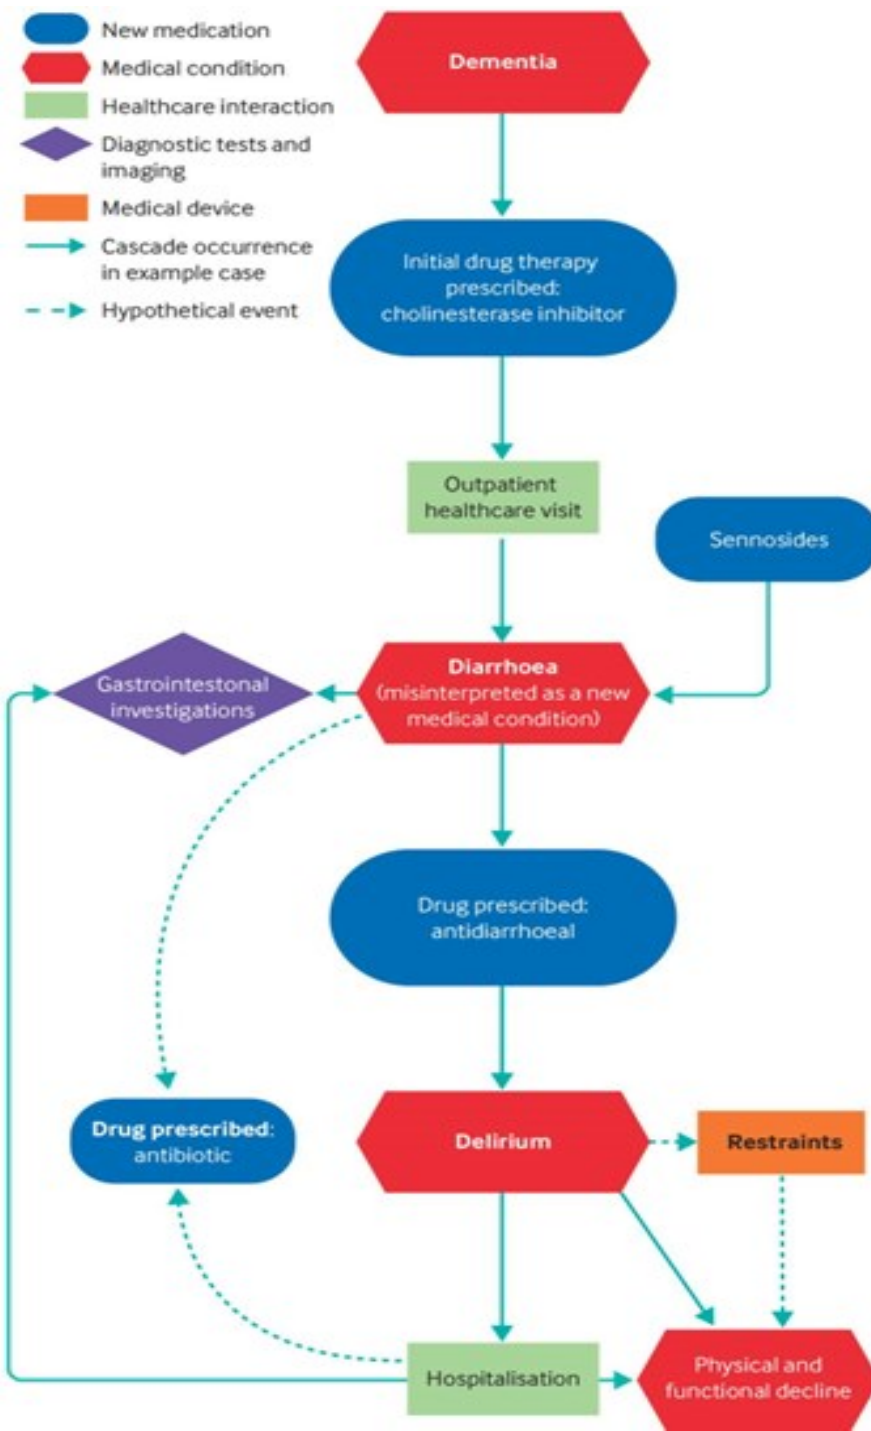 New medication
Medical condition
Healthcare interaction
Diagnostic tests and
imaging
Medical device
Cascade occurrence
in example case
Hypothetical event
Dementia
Initial drug therapy
prescribed:
cholinesterase inhibitor
Outpatient
healthcare visit
Sennosides
Diarrhoea
(misinterpreted as a new
medical condition)
Gastrointestonal
investigations
Drug prescribed:
antidiarrhoeal
Drug prescribed:
antibiotic
Delirium
Restraints
Hospitalisation
Physical and
functional decline